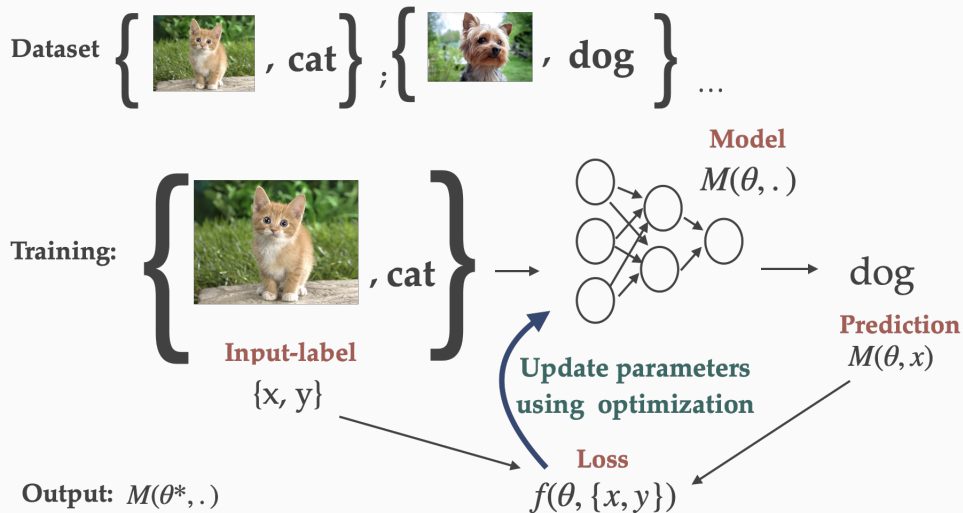 Dataset { , cat } ; { , dog } ...
Model
M(θ, . )
Training: { , cat }
dog
Prediction
M(θ, x)
Input-label
{x, y}
Update parameters
using optimization
Loss
f(θ, {x, y})
Output: M(θ*, . )